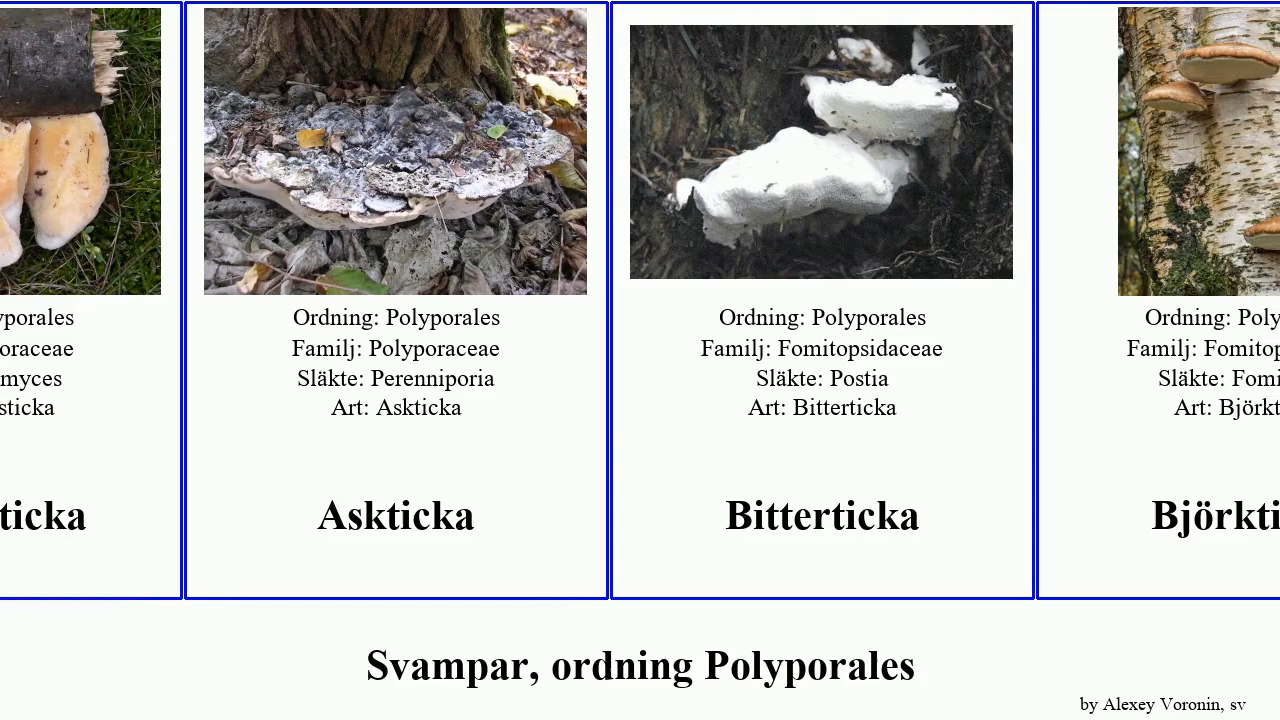 yporales
oraceae
myces
sticka
ticka
Ordning: Polyporales
Familj: Polyporaceae
Släkte: Perenniporia
Art: Askticka
Askticka
Ordning: Polyporales
Familj: Fomitopsidaceae
Släkte: Postia
Art: Bitterticka
Bitterticka
Ordning: Poly
Familj: Fomitop
Släkte: Fomi
Art: Björkt
Björkti
Svampar, ordning Polyporales
by Alexey Voronin, sv